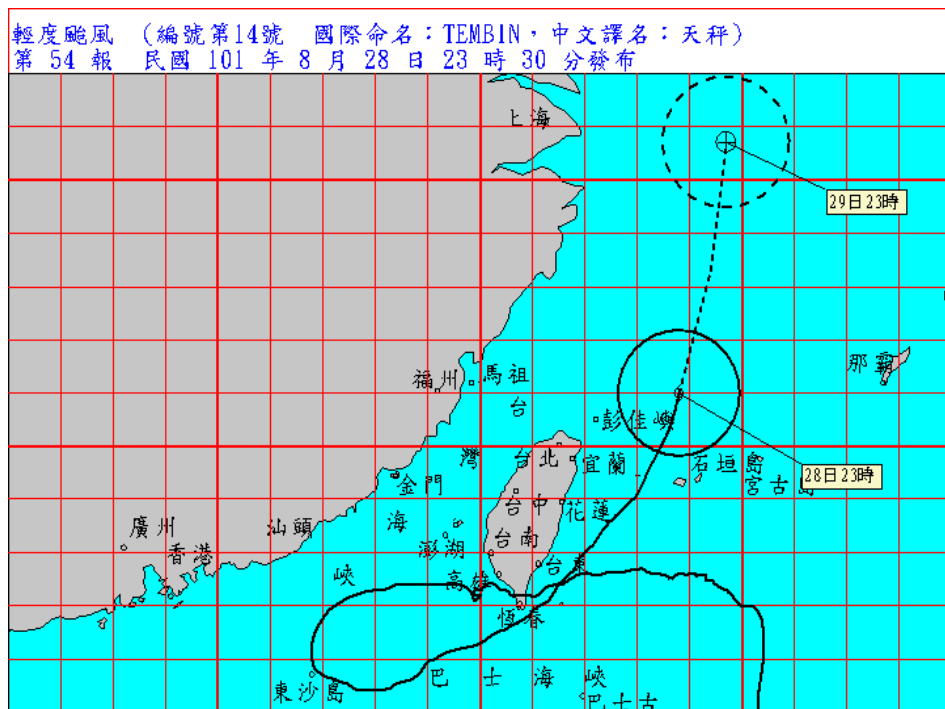 輕度颱風 (編號第14號 國際命名：TEMBIN，中文譯名：天秤)
第 54 報 民國 101 年 8 月 28 日 23 時 30 分發布
上海
29日23時
那霸
福州
馬祖
台
彭佳嶼
灣
台北
宜蘭
石垣島
28日23時
宮古島
金門
台中
花蓮
海
廣州
汕頭
台南
香港
澎湖
台東
峽
高雄
恆春
東沙島
巴士海峽
巴士古